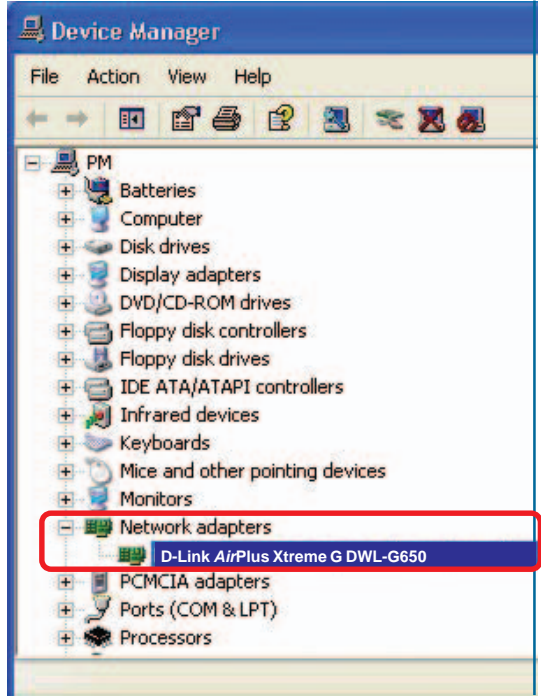 Device Manager
File Action View Help
PM
Batteries
Computer
Disk drives
Display adapters
DVD/CD-ROM drives
Floppy disk controllers
Floppy disk drives
IDE ATA/ATAPI controllers
Infrared devices
Keyboards
Mice and other pointing devices
Monitors
Network adapters
D-Link AirPlus Xtreme G DWL-G650
PCMCIA adapters
Ports (COM & LPT)
Processors